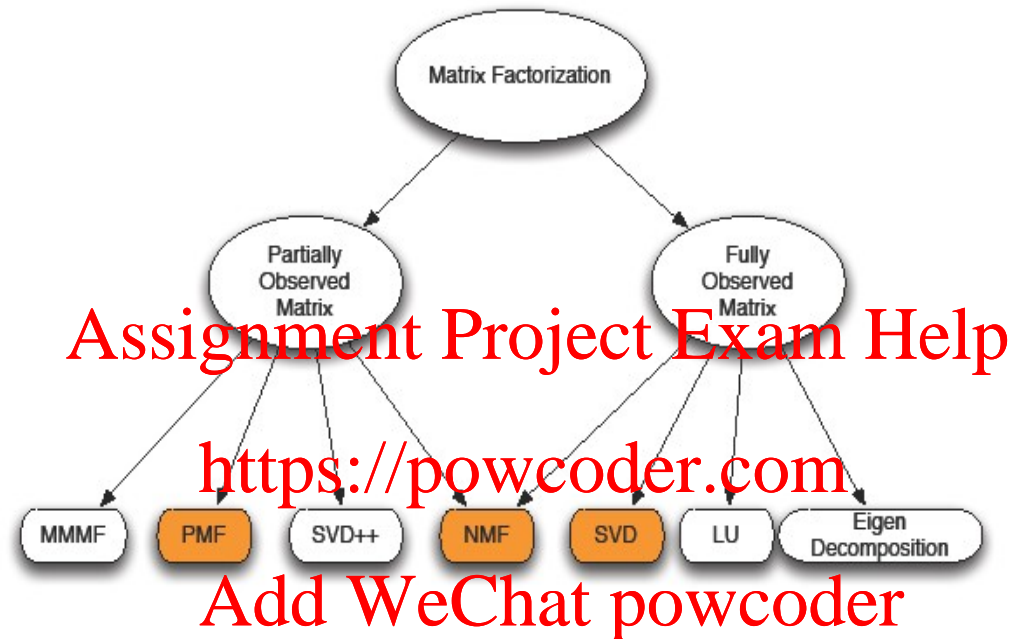 Matrix Factorization
Partially
Observed
Matrix
Fully
Observed
Matrix
Assignment Project Exam Help
https://powcoder.com
MMMF
PMF
SVD++
NMF
SVD
LU
Eigen
Decomposition
Add WeChat powcoder